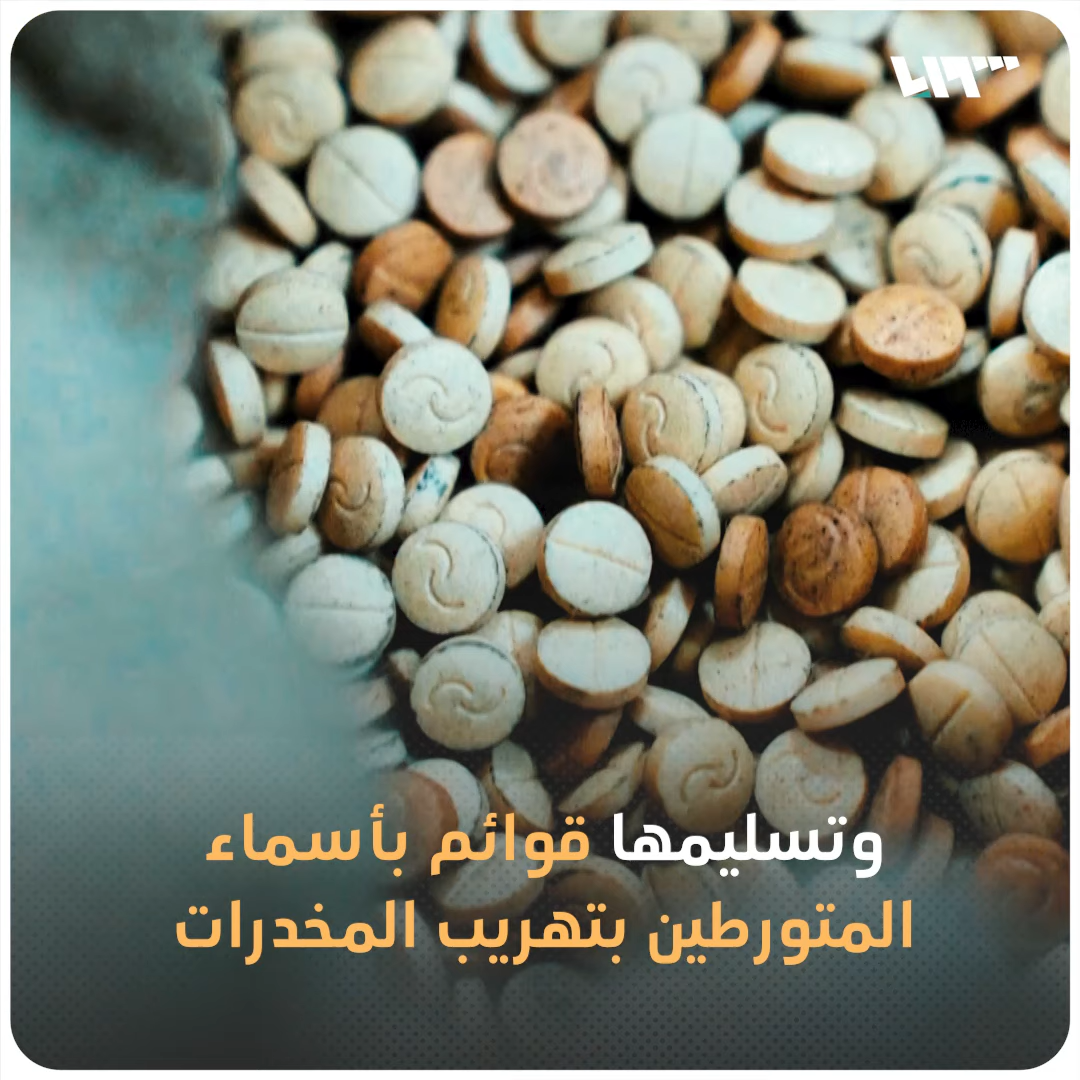 وتسليمها قوائم بأسماء
المتورطين بتهريب المخدرات